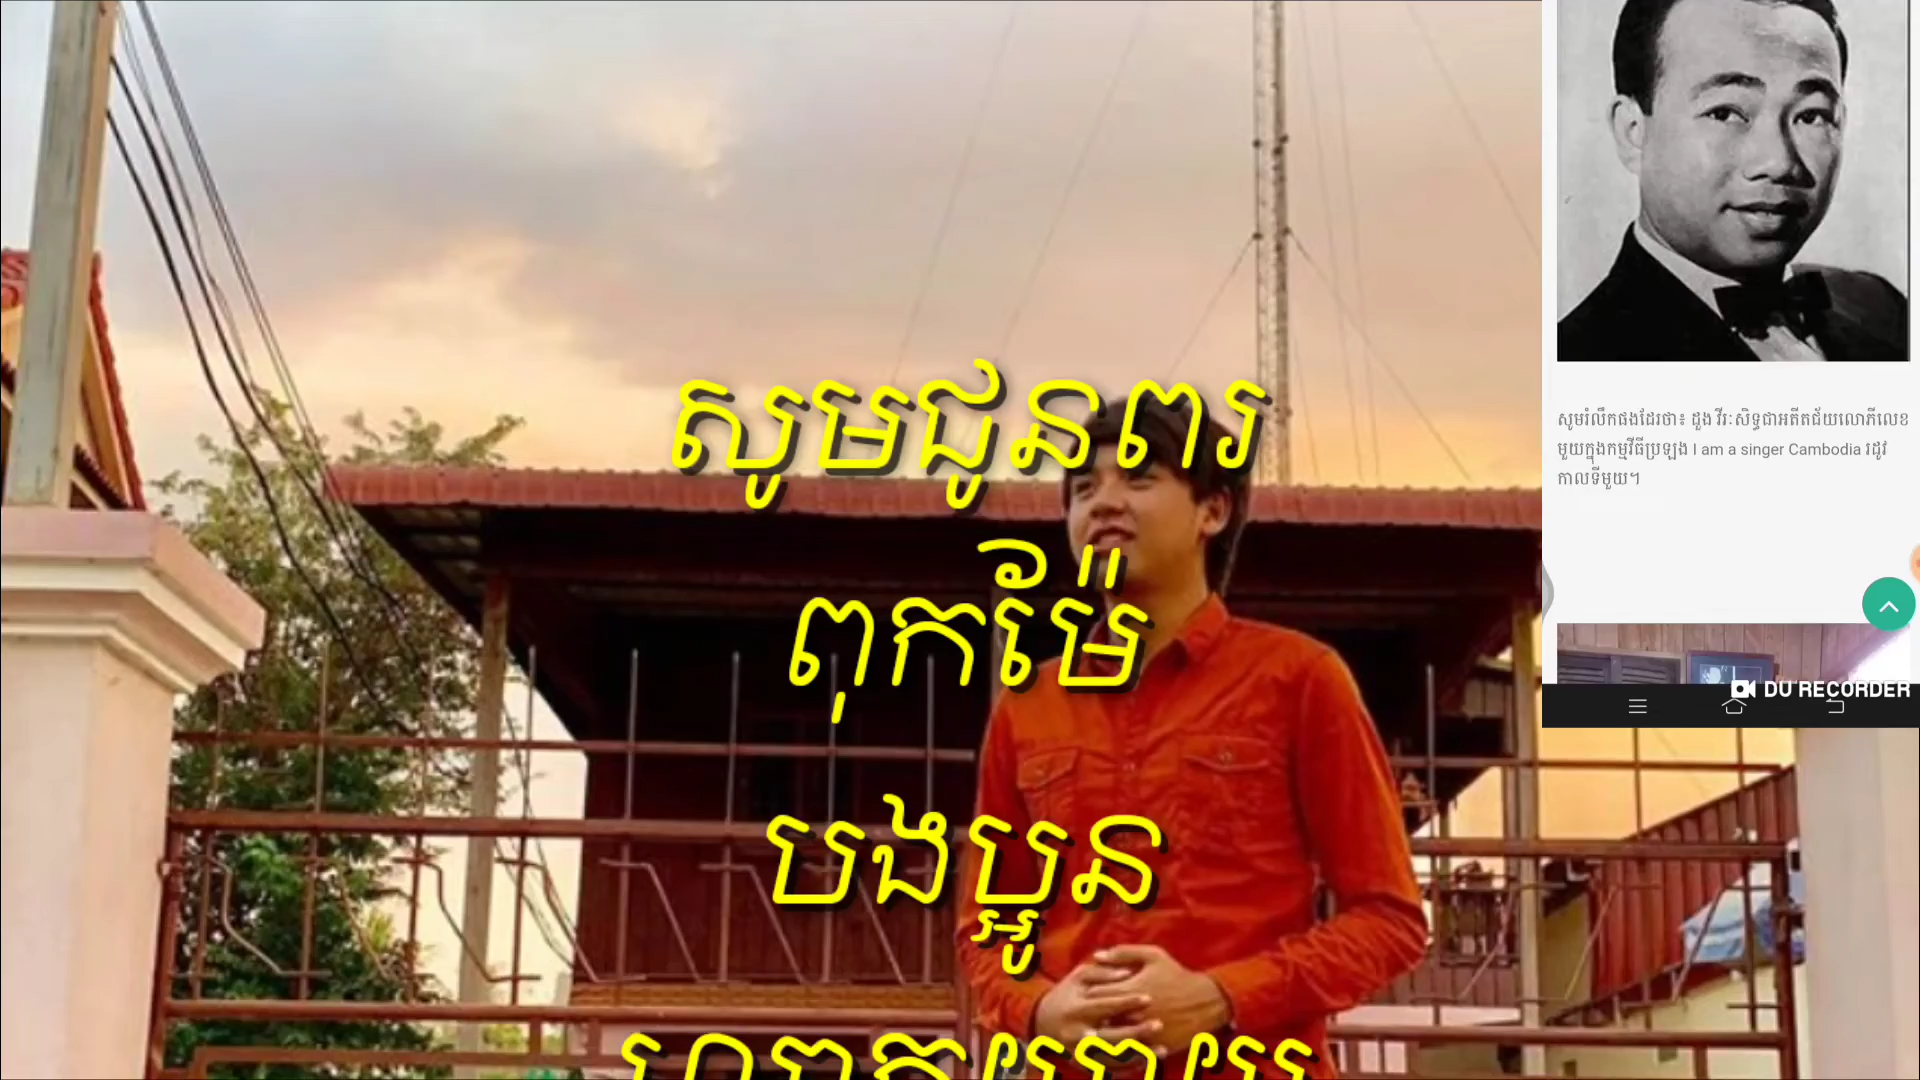 សូមជូនពរ
ពុកម៉ែ
បងប្អូន
សូមរំលឹកផងដែរថា៖ ដួង វីរៈសិទ្ធជាអតីតជ័យលាភីលេខ
មួយក្នុងកម្មវិធីប្រឡង I am a singer Cambodia រដូវ
កាលទីមួយ។
DU RECORDER